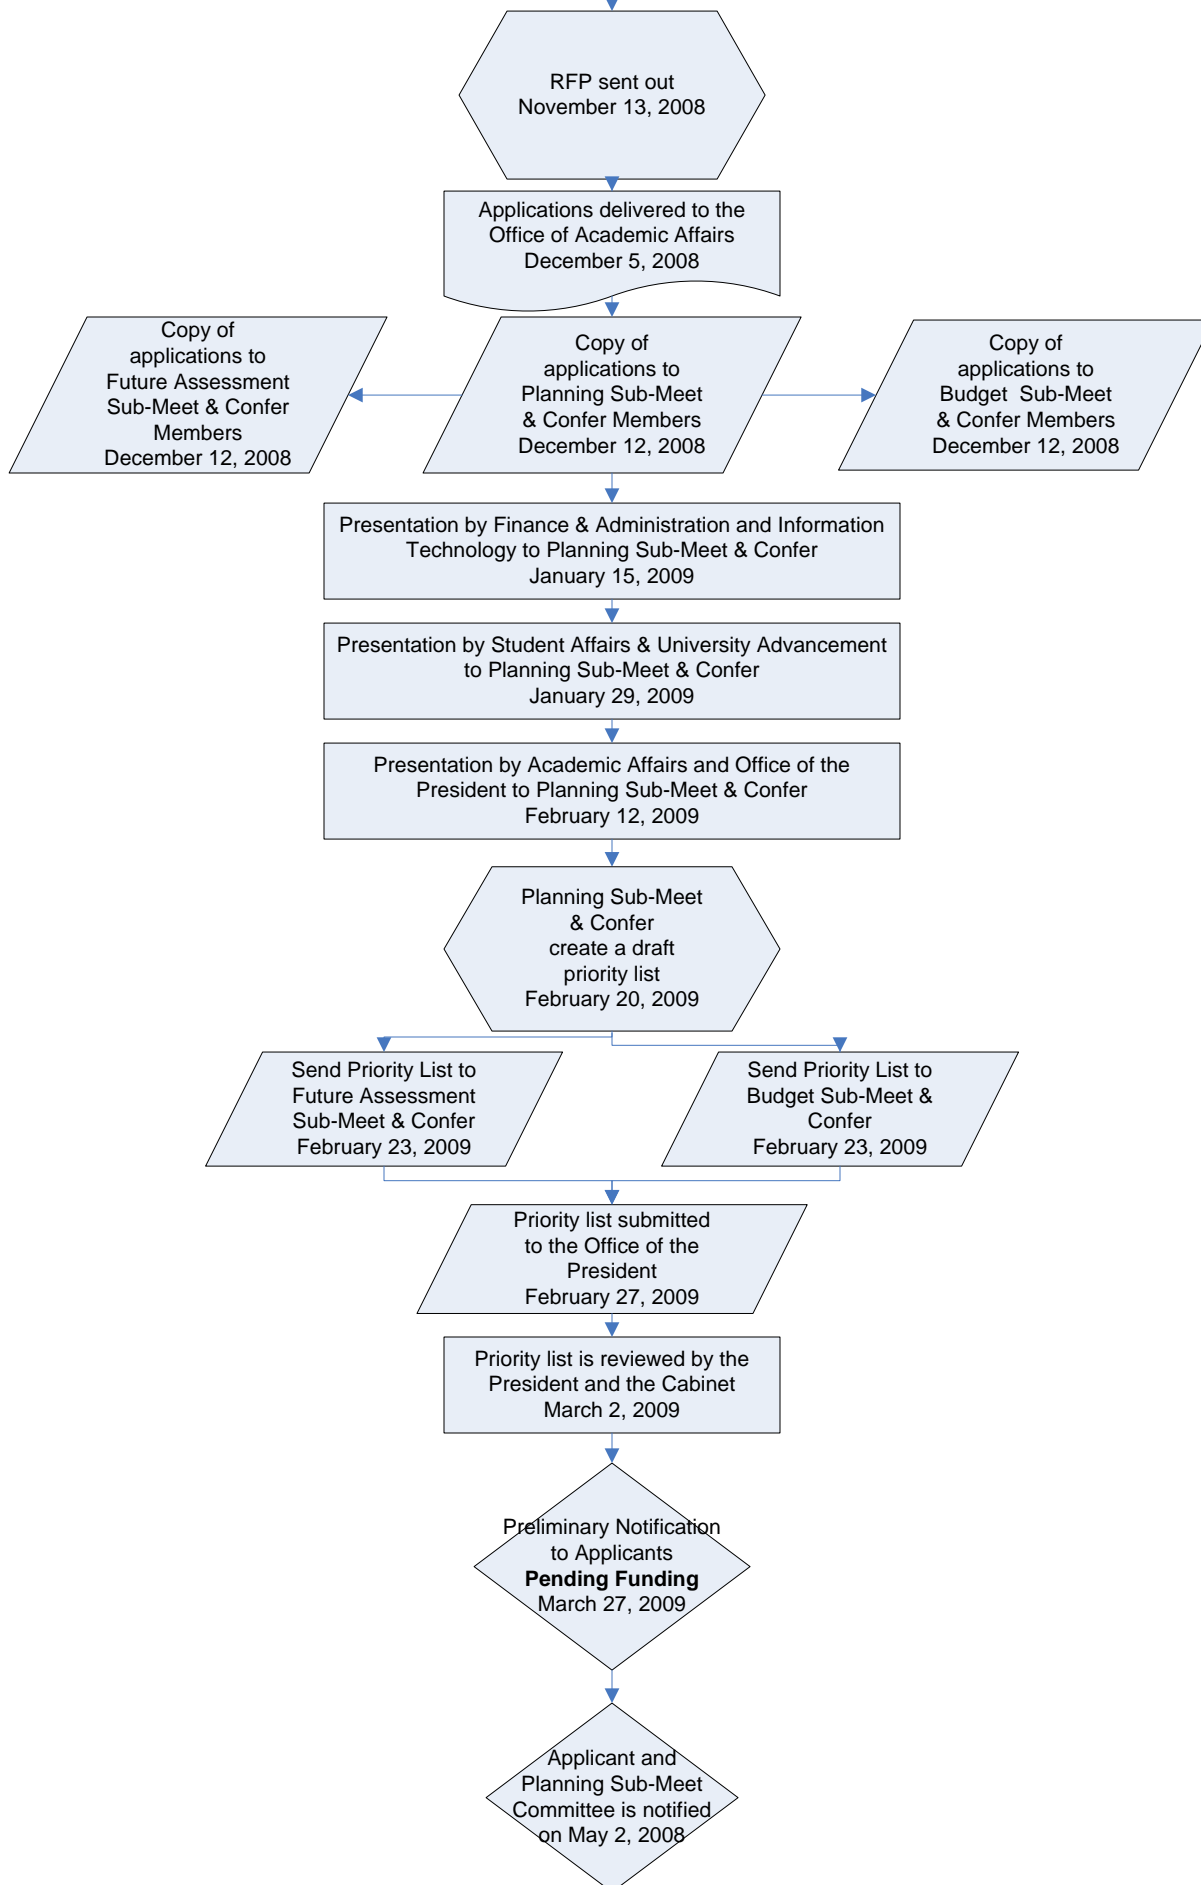 RFP sent out
November 13, 2008
Applications delivered to the
Office of Academic Affairs
December 5, 2008
Copy of
applications to
Future Assessment
Sub-Meet & Confer
Members
December 12, 2008
Copy of
applications to
Planning Sub-Meet
& Confer Members
December 12, 2008
Copy of
applications to
Budget Sub-Meet
& Confer Members
December 12, 2008
Presentation by Finance & Administration and Information
Technology to Planning Sub-Meet & Confer
January 15, 2009
Presentation by Student Affairs & University Advancement
to Planning Sub-Meet & Confer
January 29, 2009
Presentation by Academic Affairs and Office of the
President to Planning Sub-Meet & Confer
February 12, 2009
Planning Sub-Meet
& Confer
create a draft
priority list
February 20, 2009
Send Priority List to
Future Assessment
Sub-Meet & Confer
February 23, 2009
Send Priority List to
Budget Sub-Meet &
Confer
February 23, 2009
Priority list submitted
to the Office of the
President
February 27, 2009
Priority list is reviewed by the
President and the Cabinet
March 2, 2009
Preliminary Notification
to Applicants
Pending Funding
March 27, 2009
Applicant and
Planning Sub-Meet
Committee is notified
on May 2, 2008